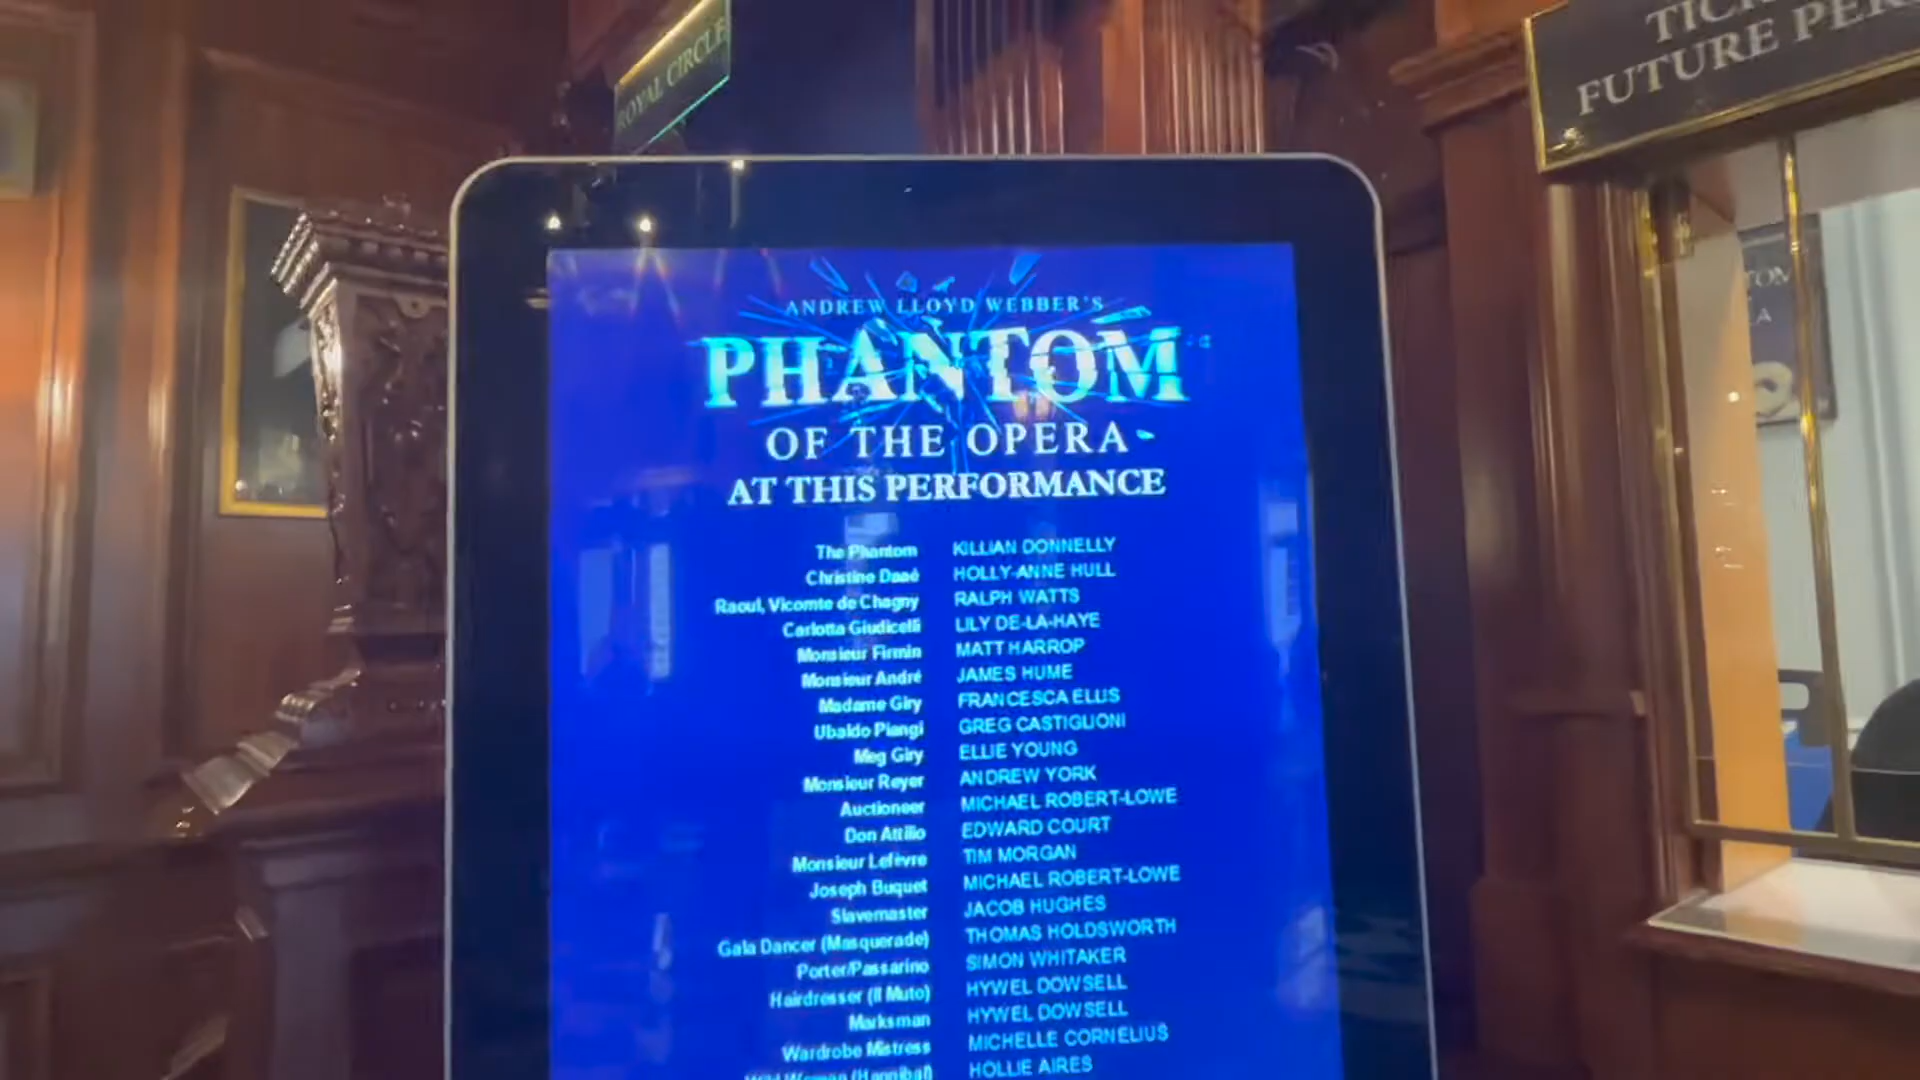 ROYAL CIRCLE
FUTURE
ANDREW LLOYD WEBBER'S
PHANTOM
OF THE OPERA
AT THIS PERFORMANCE
The Phantom KILLIAN DONNELLY
Christine Daaé HOLLY-ANNE HULL
Raoul, Vicomte de Chagny RALPH WATTS
Carlotta Giudicelli LILY DE-LA-HAYE
Monsieur Firmin MATT HARROP
Monsieur André JAMES HUME
Madame Giry FRANCESCA ELLIS
Ubaldo Piangi GREG CASTIGLIONI
Meg Giry ELLIE YOUNG
Monsieur Reyer ANDREW YORK
Auctioneer MICHAEL ROBERT-LOWE
Don Attilio EDWARD COURT
Monsieur Lefèvre TIM MORGAN
Joseph Buquet MICHAEL ROBERT-LOWE
Slavemaster JACOB HUGHES
Gala Dancer (Masquerade) THOMAS HOLDSWORTH
Porter/Passarino SIMON WHITAKER
Hairdresser (Il Muto) HYWEL DOWSELL
Marksman HYWEL DOWSELL
Wardrobe Mistress MICHELLE CORNELIUS
Wild Woman (Hannibal) HOLLIE AIRES